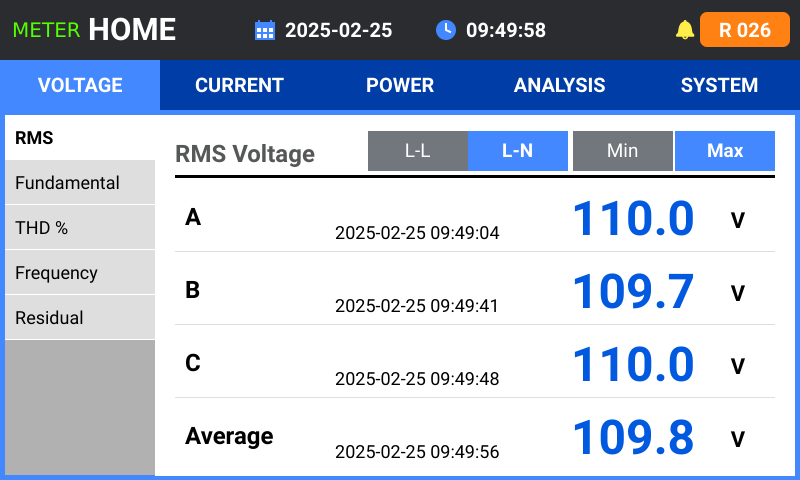 METER HOME 2025-02-25 09:49:58 R 026
VOLTAGE CURRENT POWER ANALYSIS SYSTEM
RMS
Fundamental
THD %
Frequency
Residual
RMS Voltage L-L L-N Min Max
A 2025-02-25 09:49:04 110.0 V
B 2025-02-25 09:49:41 109.7 V
C 2025-02-25 09:49:48 110.0 V
Average 2025-02-25 09:49:56 109.8 V